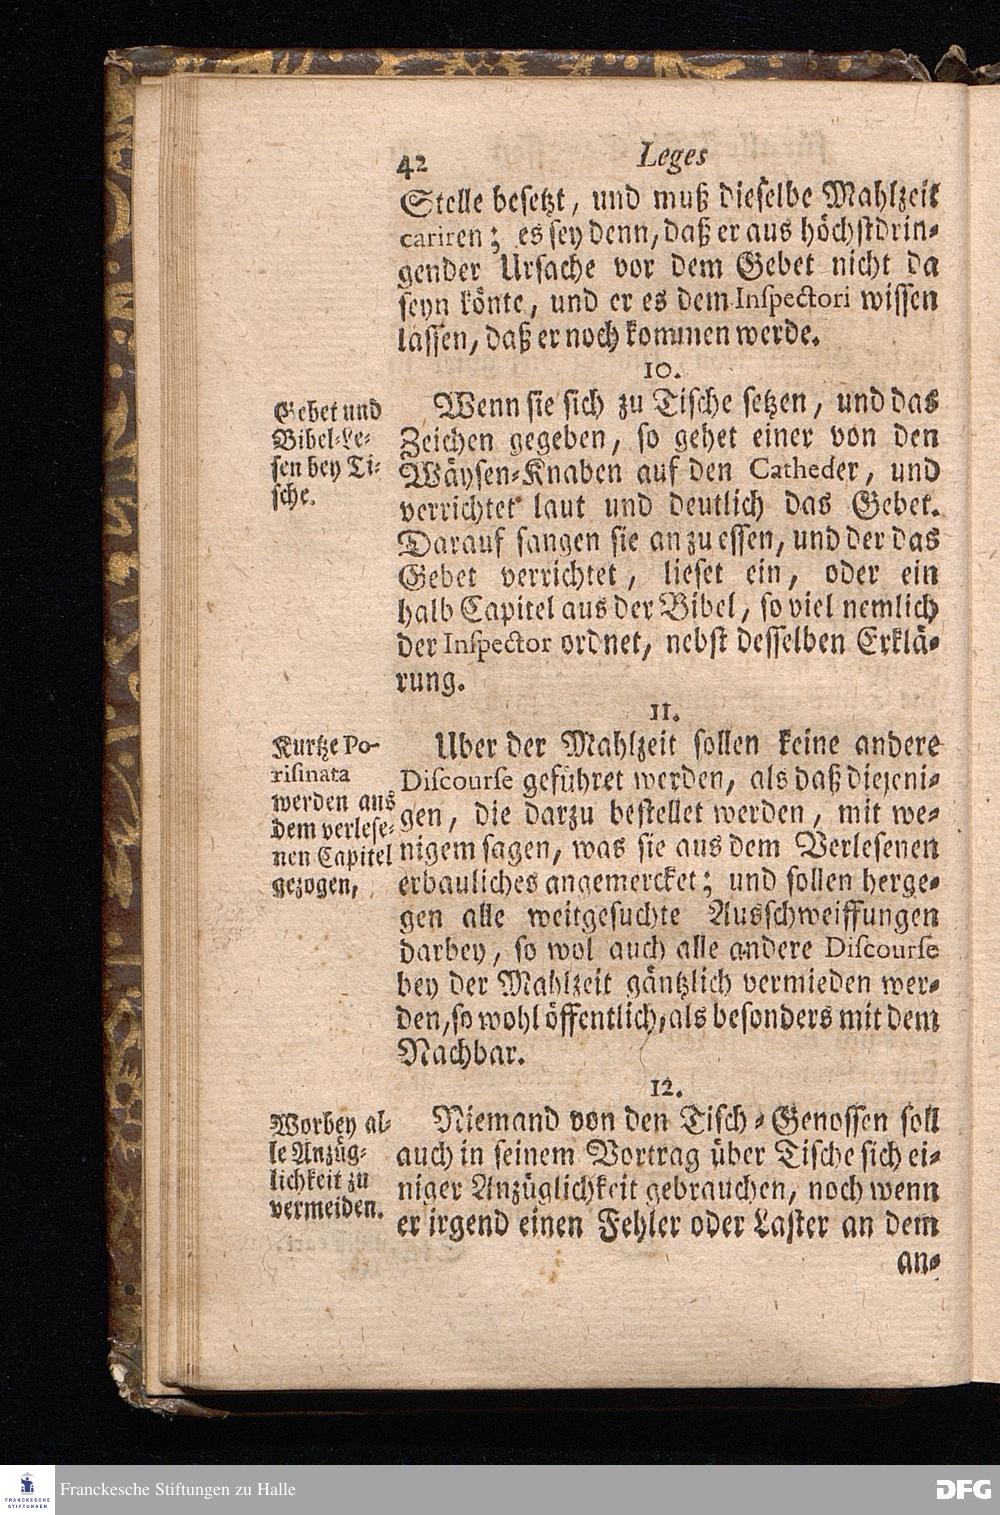 42 Leges
Stelle besetzt, und muß dieselbe Mahlzeit
cariren; es sey denn, daß er aus höchstdrin-
gender Ursache vor dem Gebet nicht da
seyn könte, und er es dem Inspectori wissen
lassen, daß er noch kommen werde.
10.
Gebet und
Bibel-Le-
sen bey Ti-
sche.
Wenn sie sich zu Tische setzen, und das
Zeichen gegeben, so gehet einer von den
Wäysen-Knaben auf den Catheder, und
verrichtet laut und deutlich das Gebet.
Darauf fangen sie an zu essen, und der das
Gebet verrichtet, lieset ein, oder ein
halb Capitel aus der Bibel, so viel nemlich
der Inspector ordnet, nebst desselben Erklä-
rung.
11.
Kurtze Po-
rismata
werden aus
dem verlese-
nen Capitel
gezogen,
Uber der Mahlzeit sollen keine andere
Discourse geführet werden, als daß diejeni-
gen, die darzu bestellet werden, mit we-
nigem sagen, was sie aus dem Verlesenen
erbauliches angemercket; und sollen herge-
gen alle weitgesuchte Ausschweiffungen
darbey, so wol auch alle andere Discourse
bey der Mahlzeit gäntzlich vermieden wer-
den, so wohl öffentlich, als besonders mit dem
Nachbar.
12.
Worbey al-
le Anzüg-
lichkeit zu
vermeiden.
Niemand von den Tisch-Genossen soll
auch in seinem Vortrag über Tische sich ei-
niger Anzüglichkeit gebrauchen, noch wenn
er irgend einen Fehler oder Laster an dem
an-
FRANCKESCHE
STIFTUNGEN
Franckesche Stiftungen zu Halle
DFG